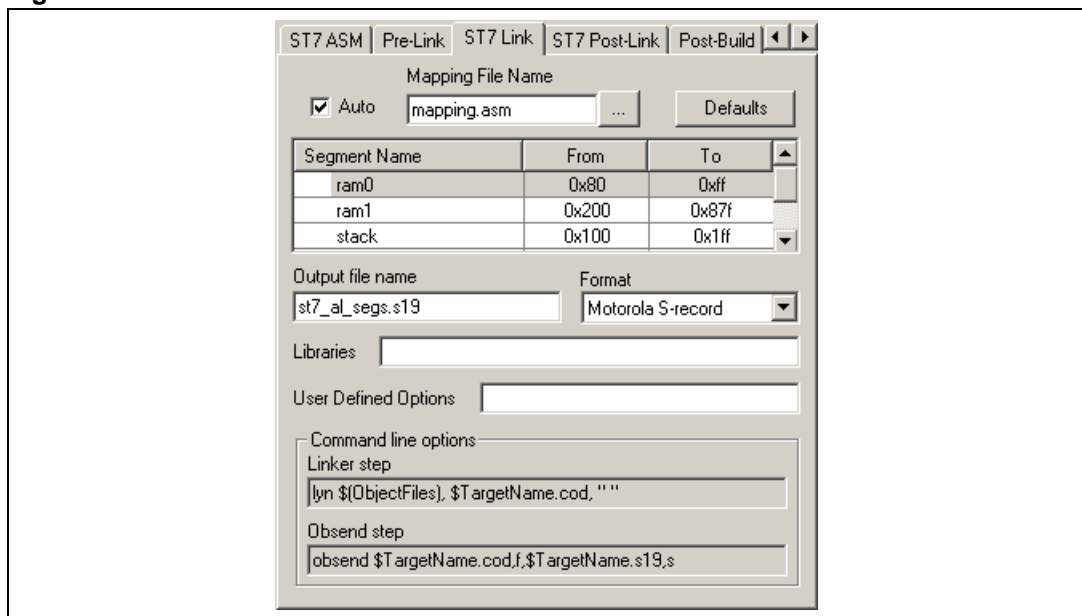 ST7 ASM Pre-Link ST7 Link ST7 Post-Link Post-Build
Mapping File Name
Auto mapping.asm ... Defaults
Segment Name From To
ram0 0x80 0xff
ram1 0x200 0x87f
stack 0x100 0x1ff
Output file name Format
st7_al_segs.s19 Motorola S-record
Libraries
User Defined Options
Command line options
Linker step
lyn $(ObjectFiles), $TargetName.cod, " "
Obsend step
obsend $TargetName.cod,f,$TargetName.s19,s